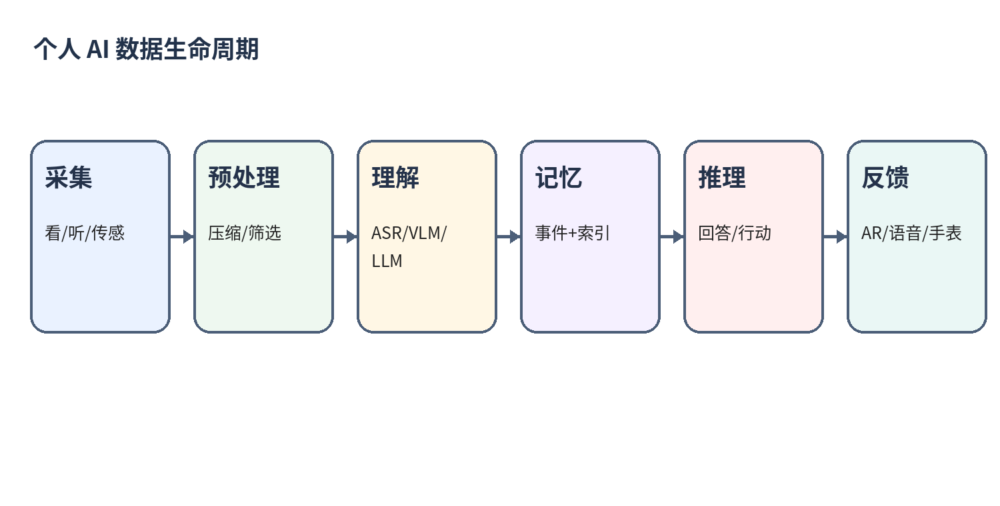 个人 AI 数据生命周期
采集
看/听/传感
预处理
压缩/筛选
理解
ASR/VLM/
LLM
记忆
事件+索引
推理
回答/行动
反馈
AR/语音/手表